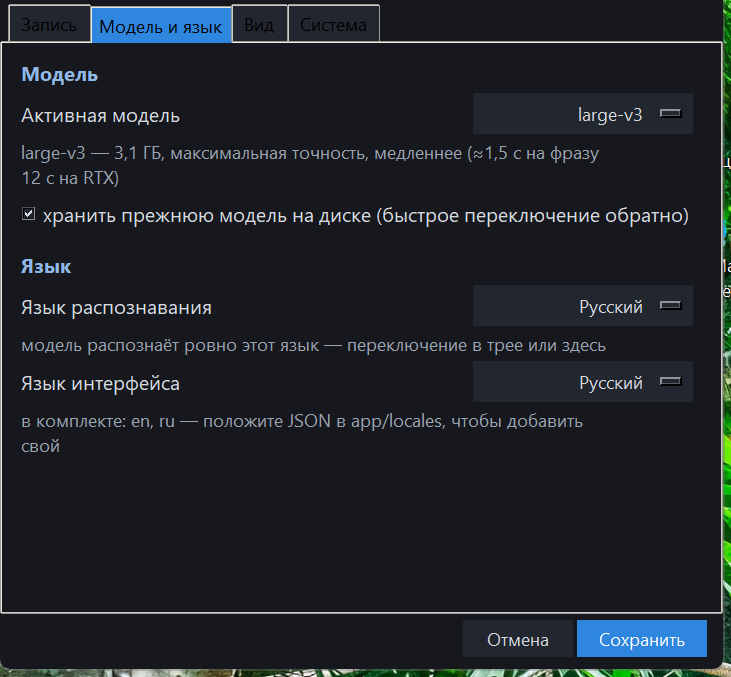 Запись Модель и язык Вид Система
Модель
Активная модель large-v3
large-v3 — 3,1 ГБ, максимальная точность, медленнее (≈1,5 с на фразу
12 с на RTX)
хранить прежнюю модель на диске (быстрое переключение обратно)
Язык
Язык распознавания Русский
модель распознаёт ровно этот язык — переключение в трее или здесь
Язык интерфейса Русский
в комплекте: en, ru — положите JSON в app/locales, чтобы добавить
свой
Отмена Сохранить